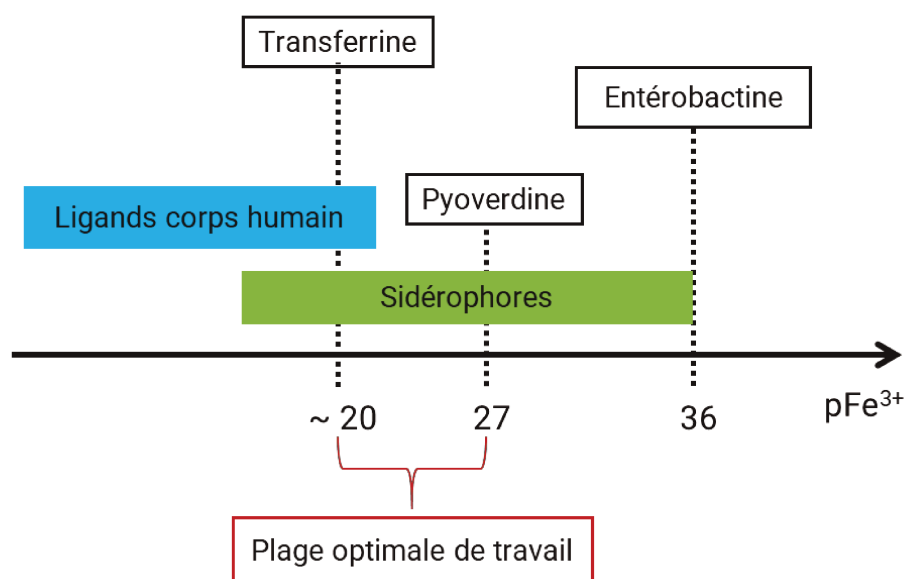 Transferrine
Entérobactine
Ligands corps humain
Pyoverdine
Sidérophores
~ 20
27
36
pFe³⁺
Plage optimale de travail